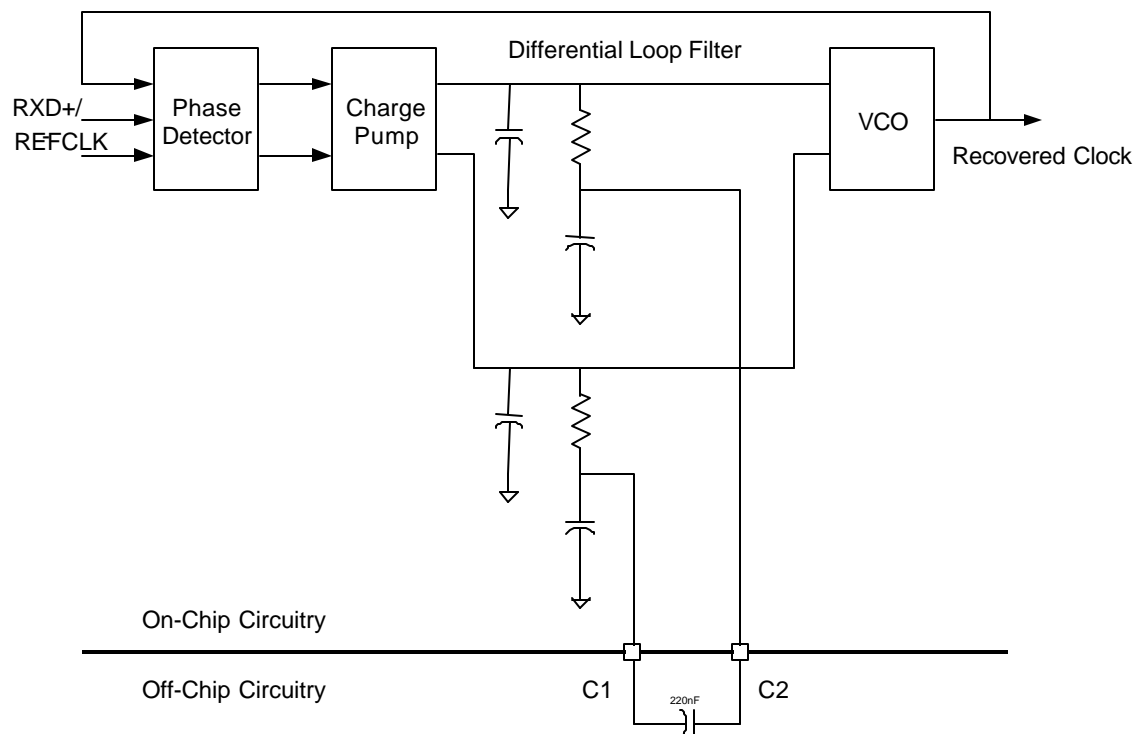 Differential Loop Filter
RXD+/-
REFCLK
Phase
Detector
Charge
Pump
VCO
Recovered Clock
On-Chip Circuitry
Off-Chip Circuitry
C1
220nF
C2